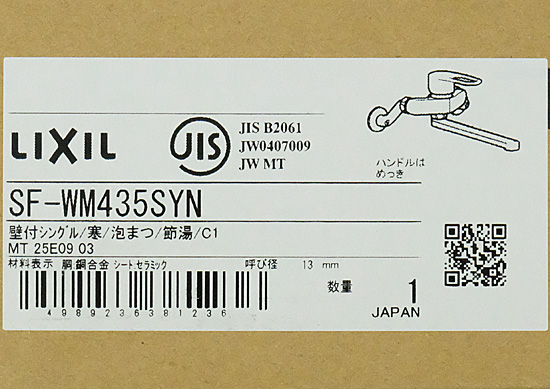 LIXIL
JIS
JIS B2061
JW0407009
JW MT
ハンドルは
めっき
SF-WM435SYN
壁付シングル/寒/泡まつ/節湯/C1
MT 25E09 03
材料表示 胴:銅合金 シート:セラミック 呼び径 13 mm
数量 1
4989236381236
JAPAN